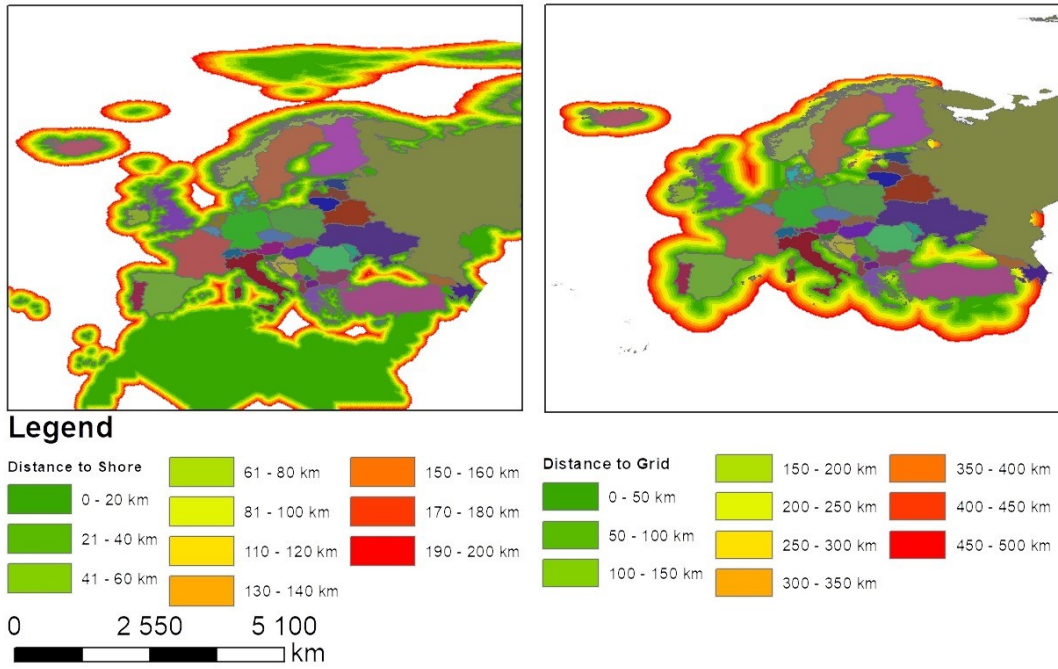 Legend
Distance to Shore
0 - 20 km
21 - 40 km
41 - 60 km
61 - 80 km
81 - 100 km
110 - 120 km
130 - 140 km
150 - 160 km
170 - 180 km
190 - 200 km
0 2 550 5 100
km
Distance to Grid
0 - 50 km
50 - 100 km
100 - 150 km
150 - 200 km
200 - 250 km
250 - 300 km
300 - 350 km
350 - 400 km
400 - 450 km
450 - 500 km